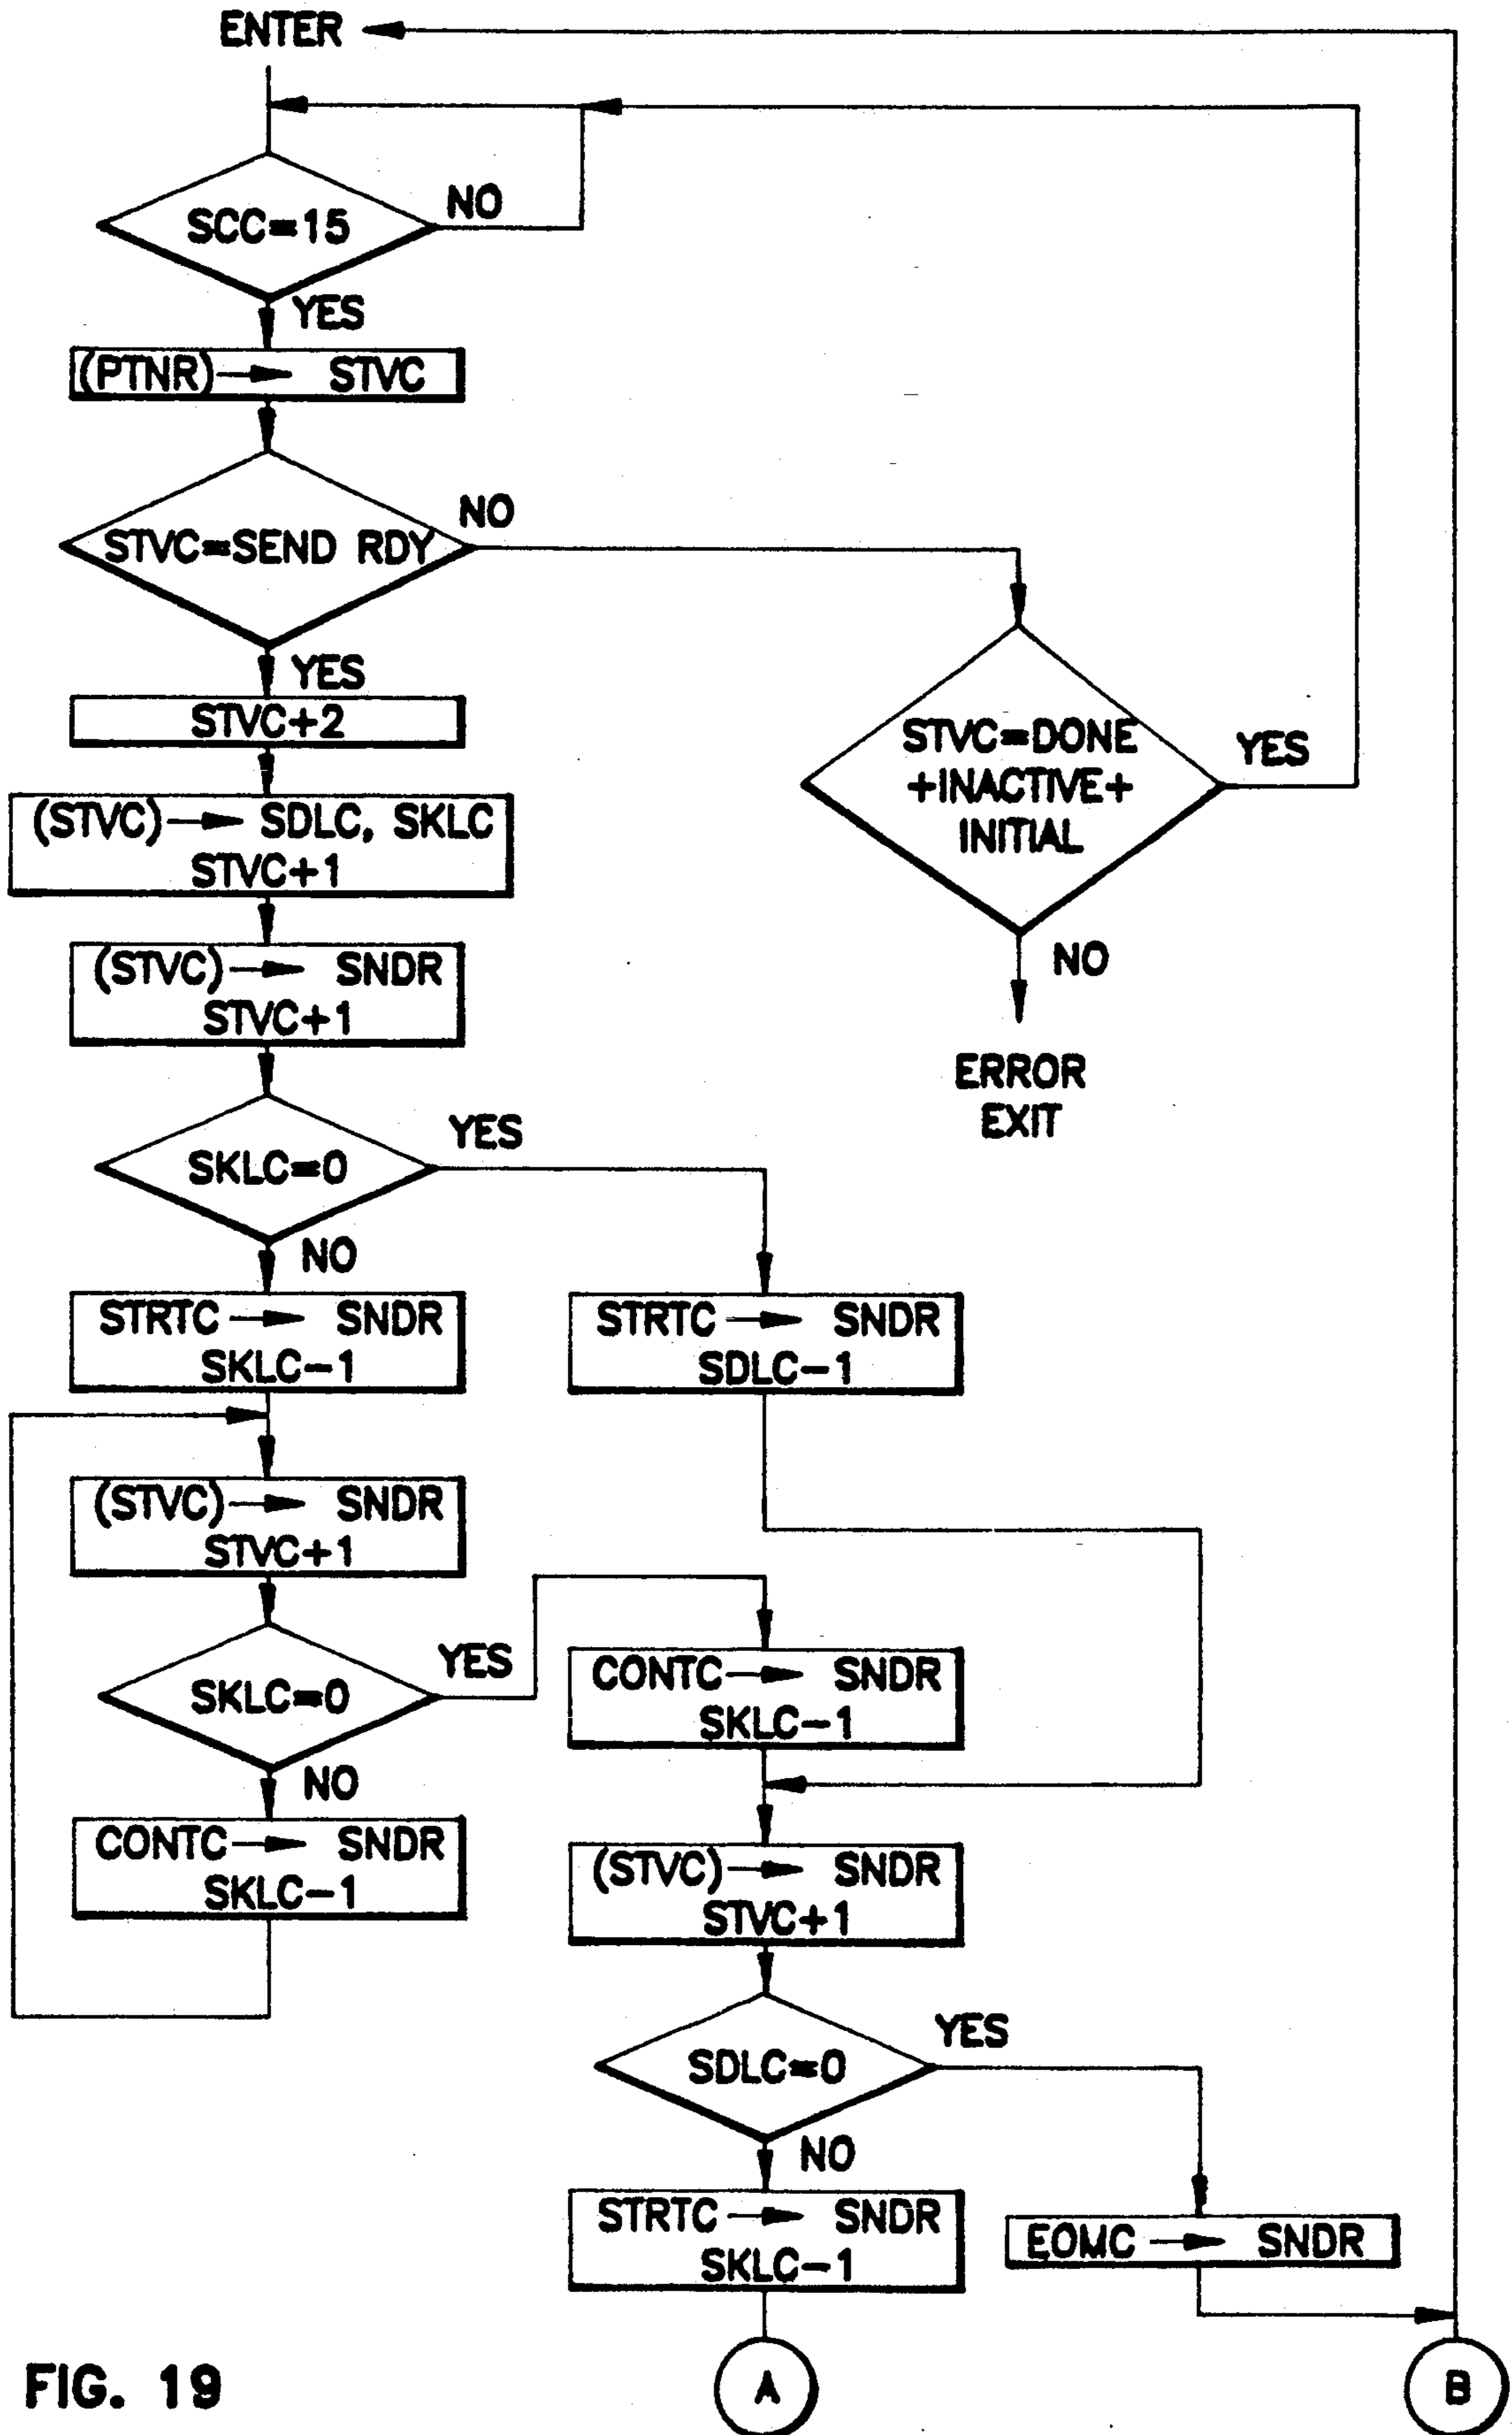 ENTER
SCC=15
NO
YES
(PTNR)→ STVC
STVC=SEND RDY
NO
YES
STVC+2
STVC=DONE
+INACTIVE+
INITIAL
YES
NO
ERROR
EXIT
(STVC)→ SDLC, SKLC
STVC+1
(STVC)→ SNDR
STVC+1
SKLC=0
YES
NO
STRTC→ SNDR
SKLC-1
STRTC→ SNDR
SDLC-1
(STVC)→ SNDR
STVC+1
SKLC=0
YES
NO
CONTC→ SNDR
SKLC-1
CONTC→ SNDR
SKLC-1
(STVC)→ SNDR
STVC+1
SDLC=0
YES
NO
STRTC→ SNDR
SKLC-1
EOMC→ SNDR
A
B
FIG. 19